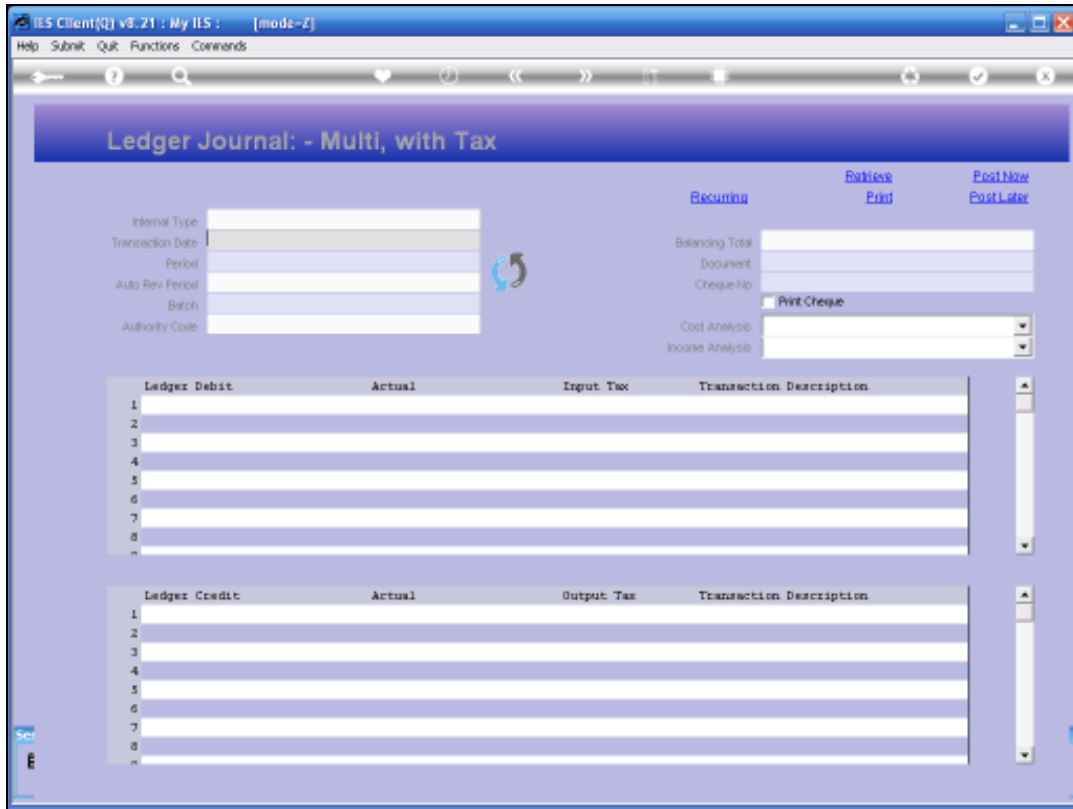 IES Client(Q) v8.21 : My IES : [mode-Z]
Help Submit Quit Functions Commands
Ledger Journal: - Multi, with Tax
Retrieve Post Now
Recurring Print Post Later
Internal Type
Transaction Date Balancing Total
Period Document
Auto Rev Period Cheque No
Batch Print Cheque
Authority Code Cost Analysis
Income Analysis
Ledger Debit Actual Input Tax Transaction Description
1
2
3
4
5
6
7
8
Ledger Credit Actual Output Tax Transaction Description
1
2
3
4
5
6
7
8